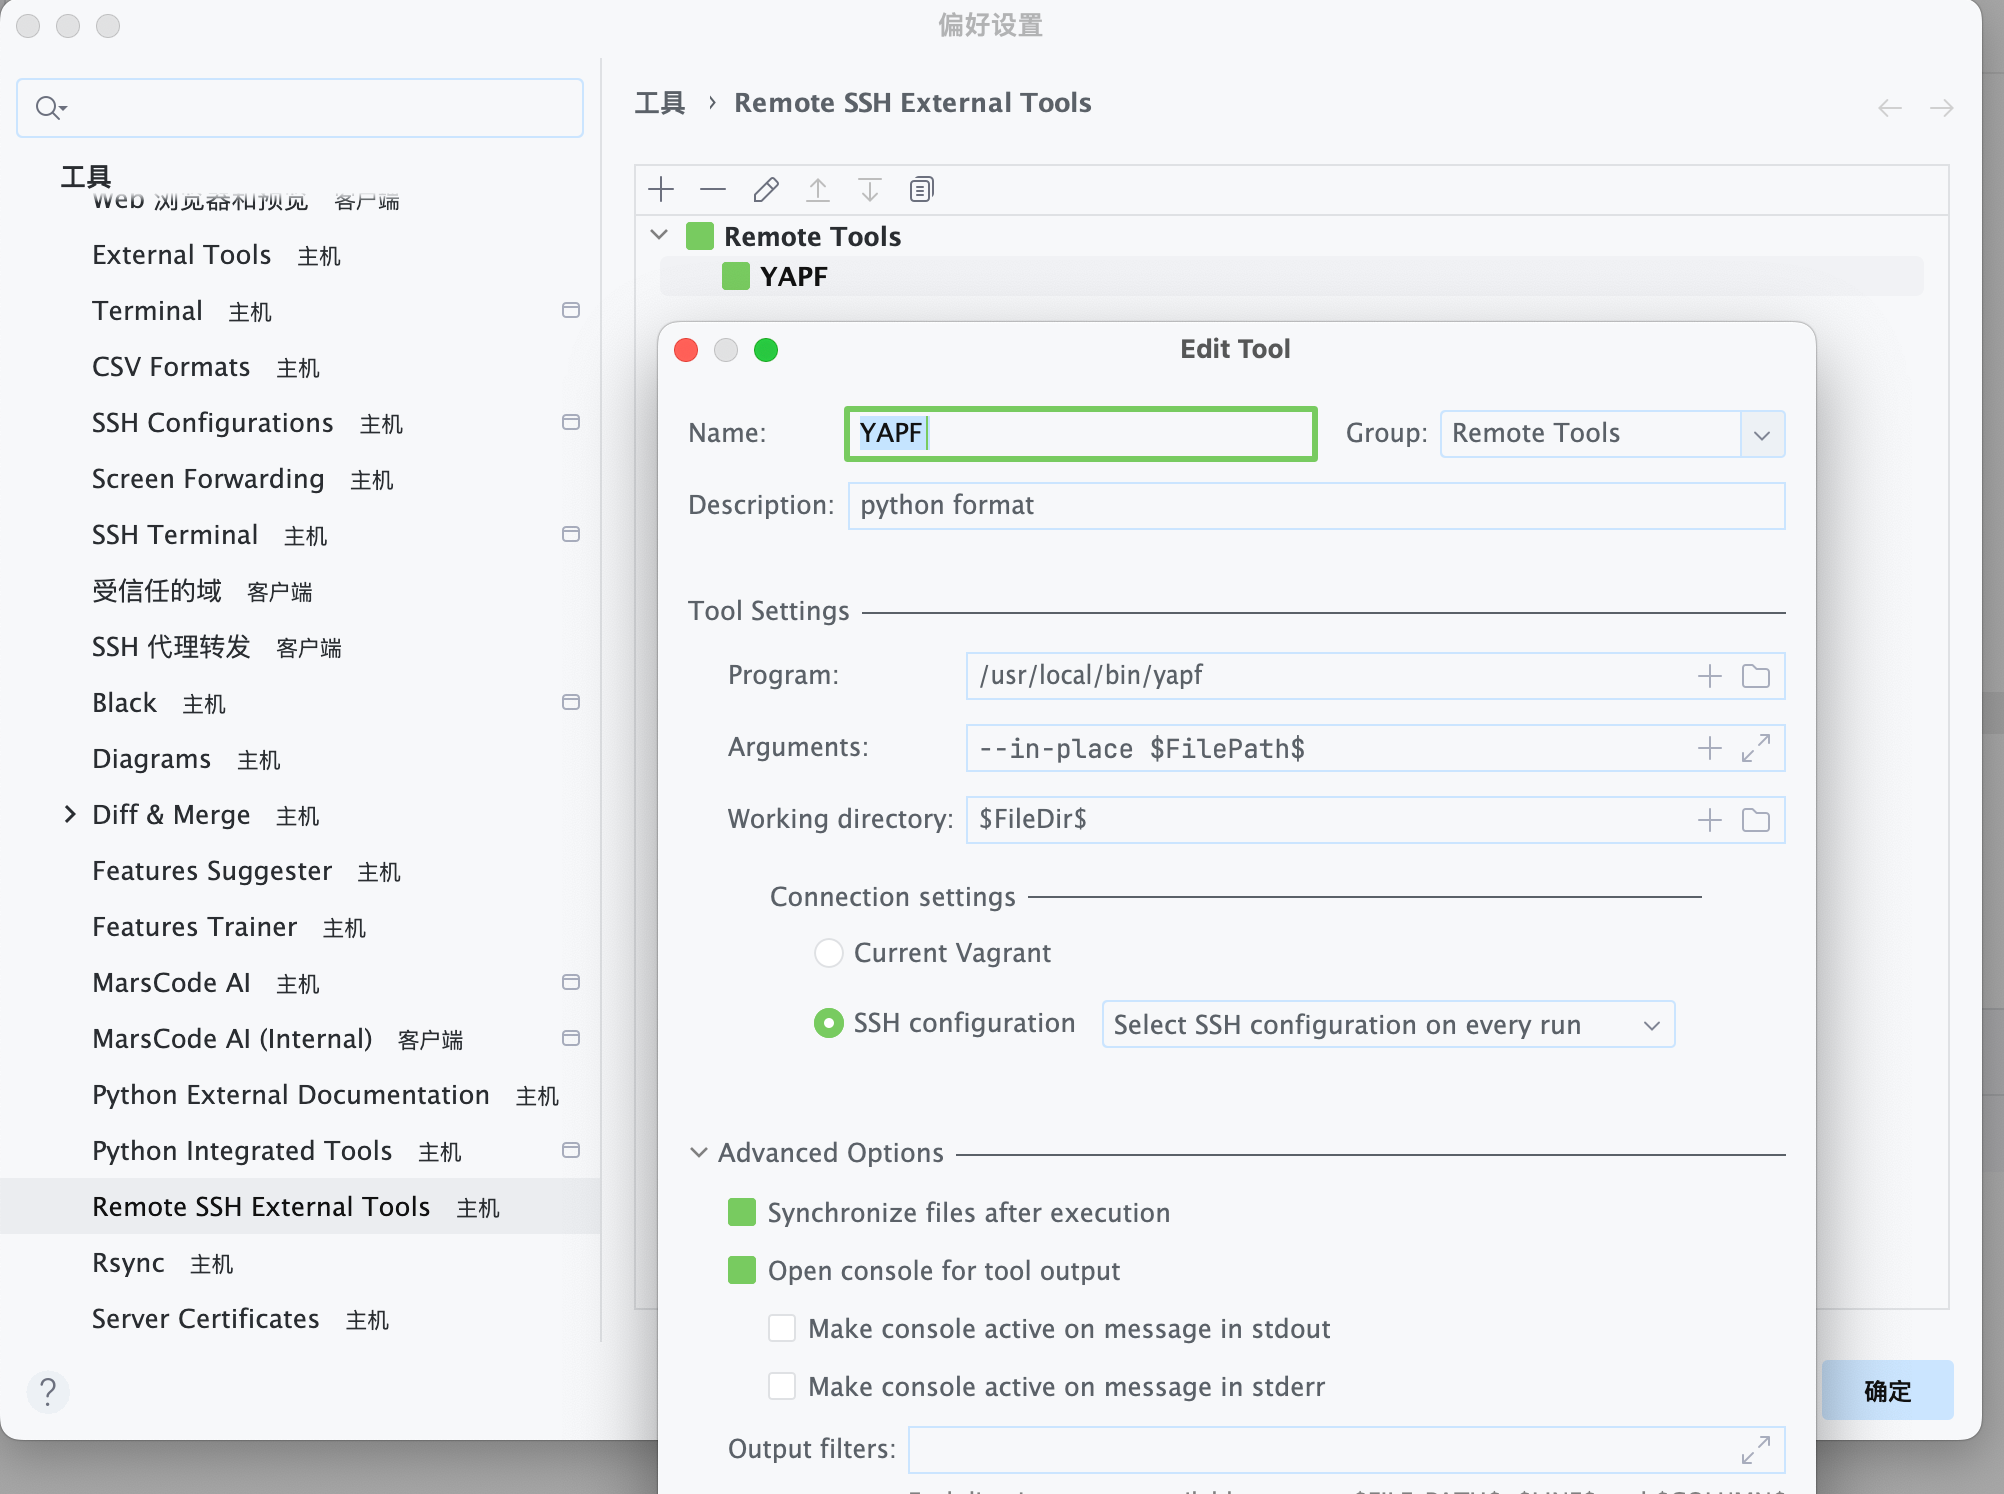 偏好设置
工具
Web 浏览器和预览 客户端
External Tools 主机
Terminal 主机
CSV Formats 主机
SSH Configurations 主机
Screen Forwarding 主机
SSH Terminal 主机
受信任的域 客户端
SSH 代理转发 客户端
Black 主机
Diagrams 主机
Diff & Merge 主机
Features Suggester 主机
Features Trainer 主机
MarsCode AI 主机
MarsCode AI (Internal) 客户端
Python External Documentation 主机
Python Integrated Tools 主机
Remote SSH External Tools 主机
Rsync 主机
Server Certificates 主机
?
工具 › Remote SSH External Tools
Remote Tools
YAPF
Edit Tool
Name: YAPF Group: Remote Tools
Description: python format
Tool Settings
Program: /usr/local/bin/yapf
Arguments: --in-place $FilePath$
Working directory: $FileDir$
Connection settings
Current Vagrant
SSH configuration Select SSH configuration on every run
Advanced Options
Synchronize files after execution
Open console for tool output
Make console active on message in stdout
Make console active on message in stderr
Output filters:
确定